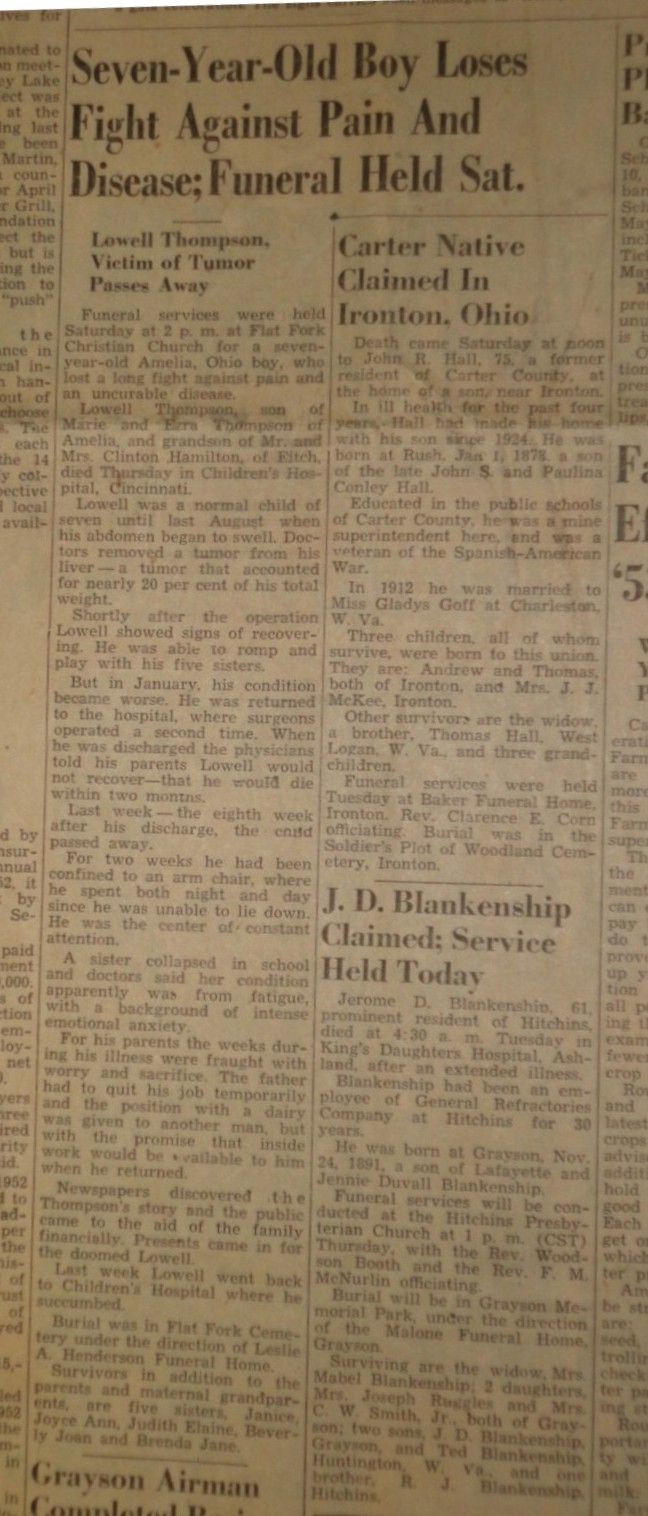 Seven-Year-Old Boy Loses
Fight Against Pain And
Disease; Funeral Held Sat.
Lowell Thompson,
Victim of Tumor
Passes Away
Funeral services were held
Saturday at 2 p. m. at Flat Fork
Christian Church for a seven-
year-old Amelia, Ohio boy, who
lost a long fight against pain and
an uncurable disease.
Lowell Thompson, son of
Marie and Ezra Thompson of
Amelia, and grandson of Mr. and
Mrs. Clinton Hamilton, of Fitch,
died Thursday in Children's Hos-
pital, Cincinnati.
Lowell was a normal child of
seven until last August when
his abdomen began to swell. Doc-
tors removed a tumor from his
liver—a tumor that accounted
for nearly 20 per cent of his total
weight.
Shortly after the operation
Lowell showed signs of recover-
ing. He was able to romp and
play with his five sisters.
But in January, his condition
became worse. He was returned
to the hospital, where surgeons
operated a second time. When
he was discharged the physicians
told his parents Lowell would
not recover—that he would die
within two months.
Last week—the eighth week
after his discharge, the child
passed away.
For two weeks he had been
confined to an arm chair, where
he spent both night and day
since he was unable to lie down.
He was the center of constant
attention.
A sister collapsed in school
and doctors said her condition
apparently was from fatigue,
with a background of intense
emotional anxiety.
For his parents the weeks dur-
ing his illness were fraught with
worry and sacrifice. The father
had to quit his job temporarily
and the position with a dairy
was given to another man, but
with the promise that inside
work would be available to him
when he returned.
Newspapers discovered the
Thompson's story and the public
came to the aid of the family
financially. Presents came in for
the doomed Lowell.
Last week Lowell went back
to Children's Hospital where he
succumbed.
Burial was in Flat Fork Ceme-
tery under the direction of Leslie
A. Henderson Funeral Home.
Survivors in addition to the
parents and maternal grandpar-
ents, are five sisters, Janice,
Joyce Ann, Judith Elaine, Bever-
ly Joan and Brenda Jane.
Grayson Airman
Completed
Carter Native
Claimed In
Ironton, Ohio
Death came Saturday at noon
to John R. Hall, 75, a former
resident of Carter County, at
the home of a son, near Ironton.
In ill health for the past four
years, Hall had made his home
with his son since 1924. He was
born at Rush, Jan 1, 1878, a son
of the late John S. and Paulina
Conley Hall.
Educated in the public schools
of Carter County, he was a mine
superintendent here, and was a
veteran of the Spanish-American
War.
In 1912 he was married to
Miss Gladys Goff at Charleston,
W. Va.
Three children, all of whom
survive, were born to this union.
They are: Andrew and Thomas,
both of Ironton, and Mrs. J. J.
McKee, Ironton.
Other survivors are the widow,
a brother, Thomas Hall, West
Logan, W. Va., and three grand-
children.
Funeral services were held
Tuesday at Baker Funeral Home,
Ironton, Rev. Clarence E. Corn
officiating. Burial was in the
Soldier's Plot of Woodland Cem-
etery, Ironton.
J. D. Blankenship
Claimed; Service
Held Today
Jerome D. Blankenship, 61,
prominent resident of Hitchins,
died at 4:30 a. m. Tuesday in
King's Daughters Hospital, Ash-
land, after an extended illness.
Blankenship had been an em-
ployee of General Refractories
Company at Hitchins for 30
years.
He was born at Grayson, Nov.
24, 1891, a son of Lafayette and
Jennie Duvall Blankenship.
Funeral services will be con-
ducted at the Hitchins Presby-
terian Church at 1 p. m. (CST)
Thursday, with the Rev. Wood-
son Booth and the Rev. F. M.
McNurlin officiating.
Burial will be in Grayson Me-
morial Park, under the direction
of the Malone Funeral Home,
Grayson.
Surviving are the widow, Mrs.
Mabel Blankenship; 2 daughters,
Mrs. Joseph Ruggles and Mrs.
C. W. Smith, Jr., both of Gray-
son; two sons, J. D. Blankenship,
Grayson, and Ted Blankenship,
Huntington, W. Va., and one
brother, R. J. Blankenship,
Hitchins.